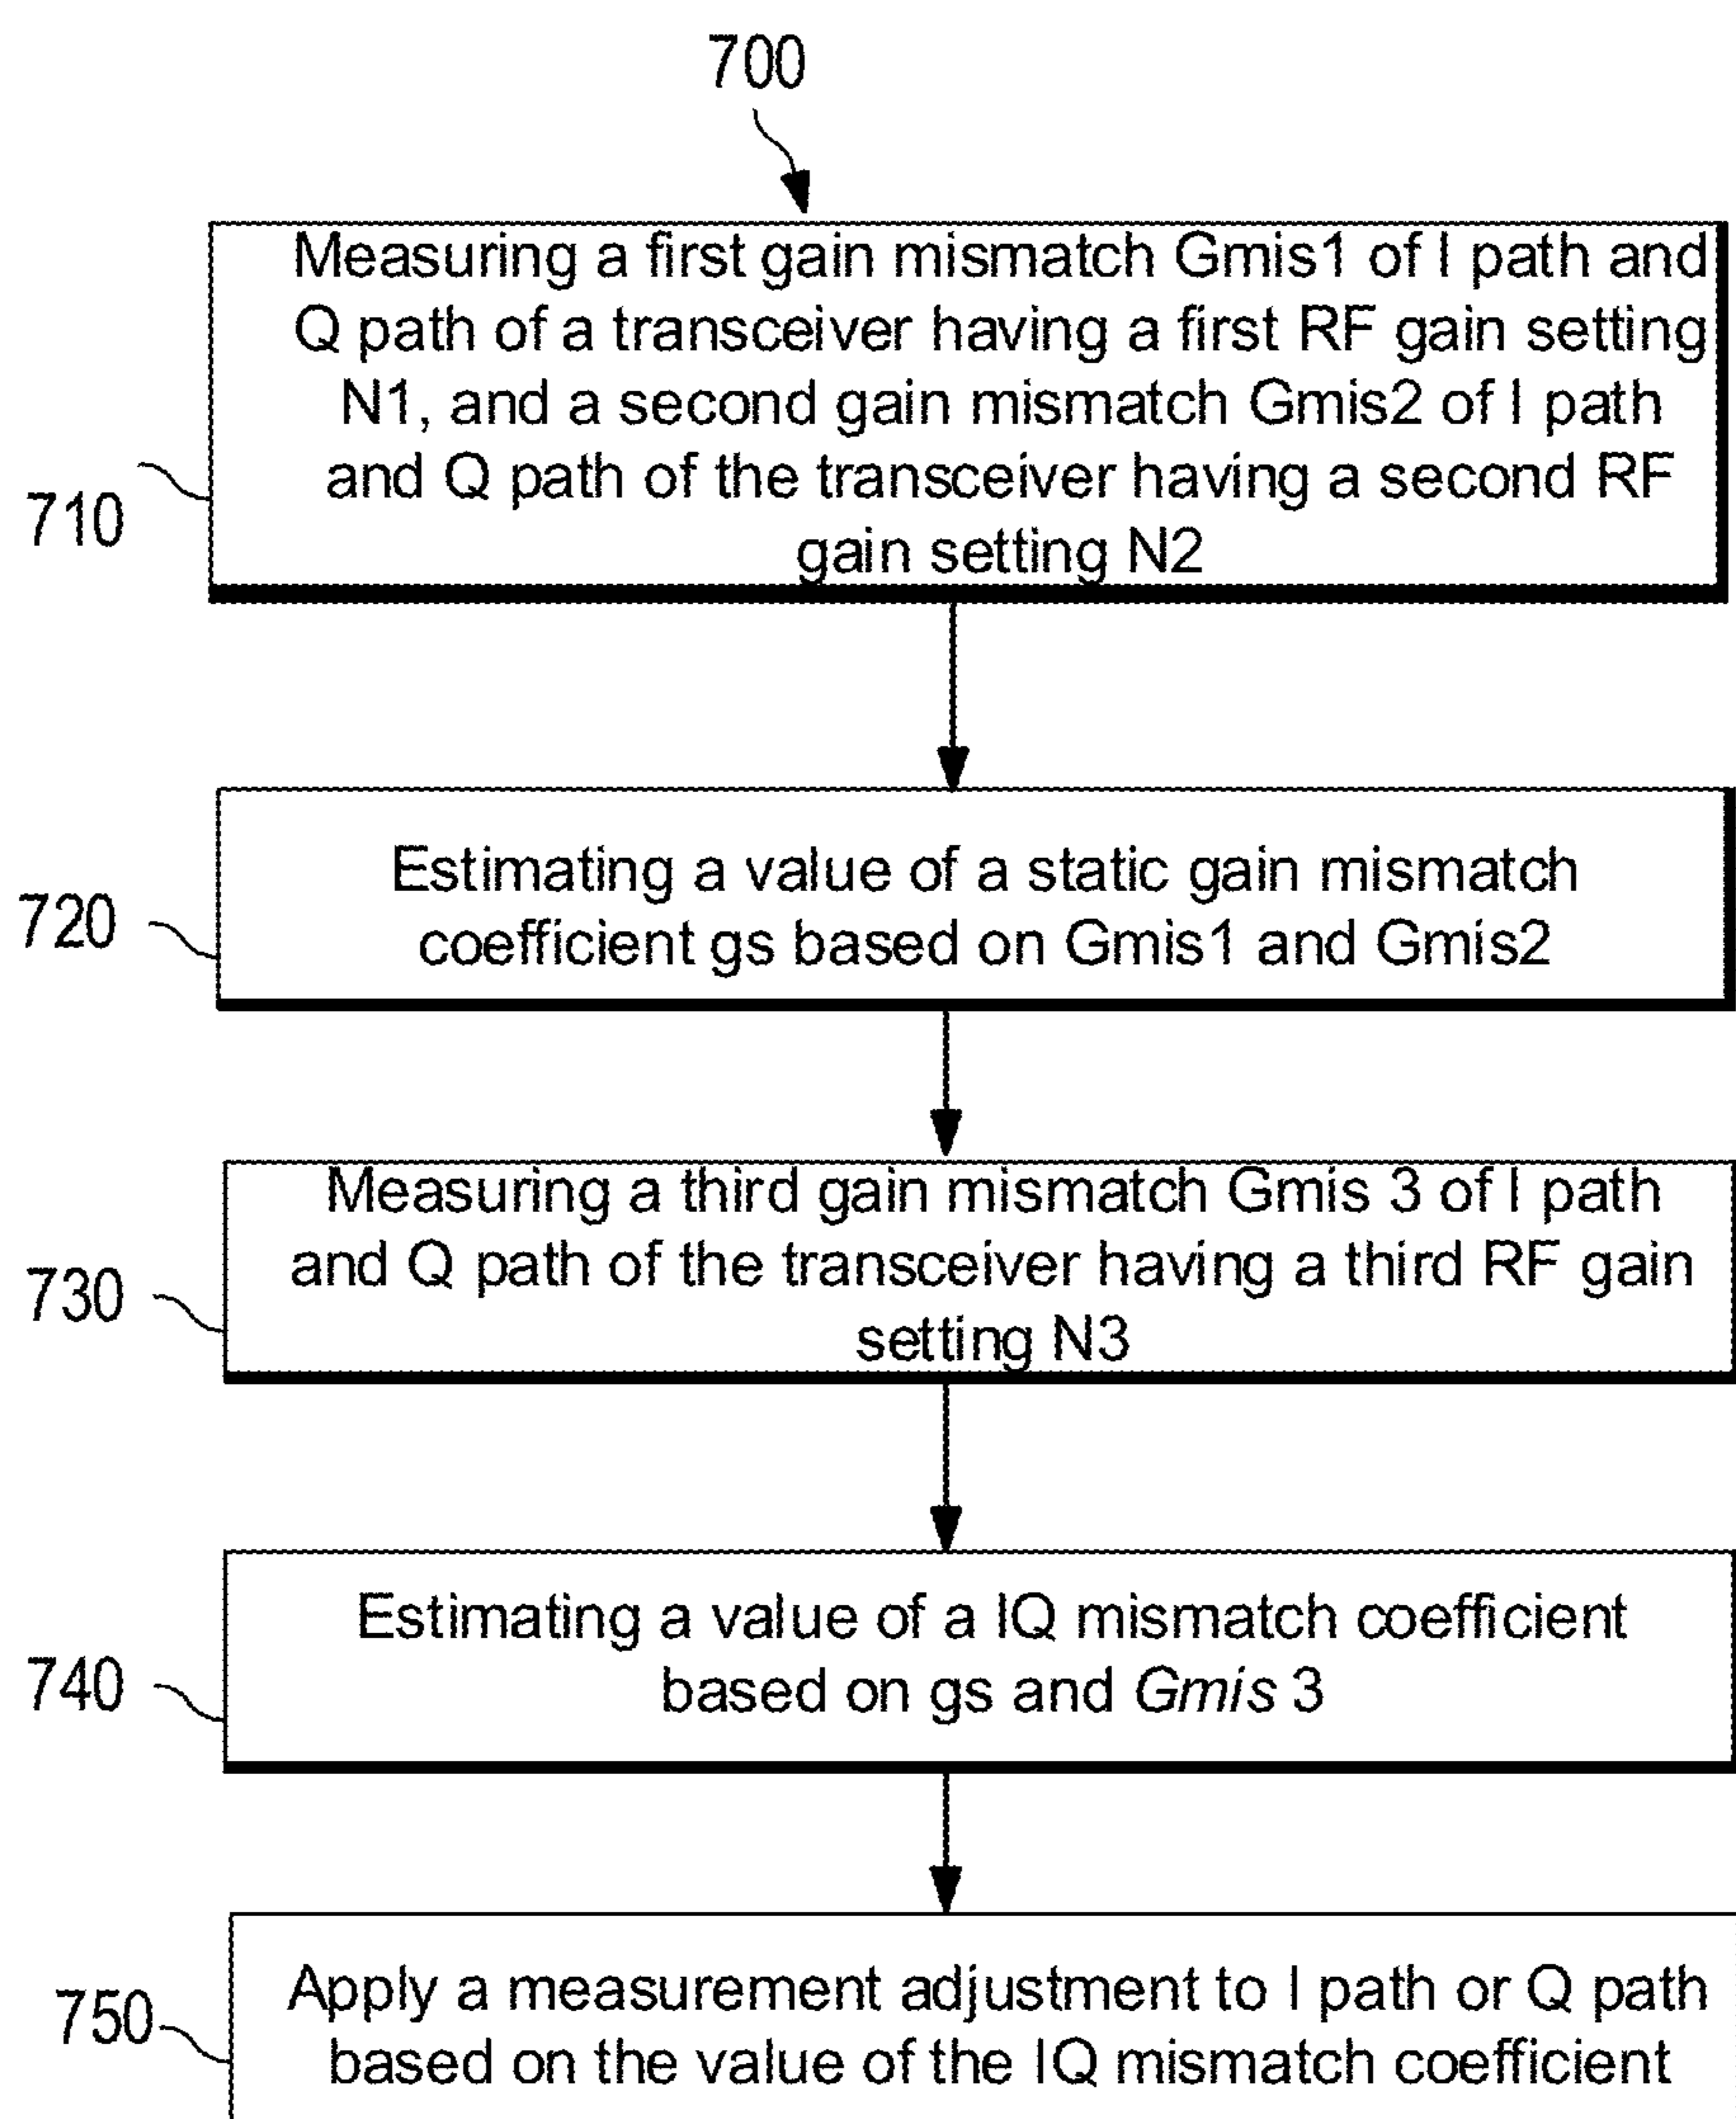 700
Measuring a first gain mismatch Gmis1 of I path and
Q path of a transceiver having a first RF gain setting
N1, and a second gain mismatch Gmis2 of I path
and Q path of the transceiver having a second RF
gain setting N2
710
Estimating a value of a static gain mismatch
coefficient gs based on Gmis1 and Gmis2
720
Measuring a third gain mismatch Gmis 3 of I path
and Q path of the transceiver having a third RF gain
setting N3
730
Estimating a value of a IQ mismatch coefficient
based on gs and Gmis 3
740
Apply a measurement adjustment to I path or Q path
based on the value of the IQ mismatch coefficient
750